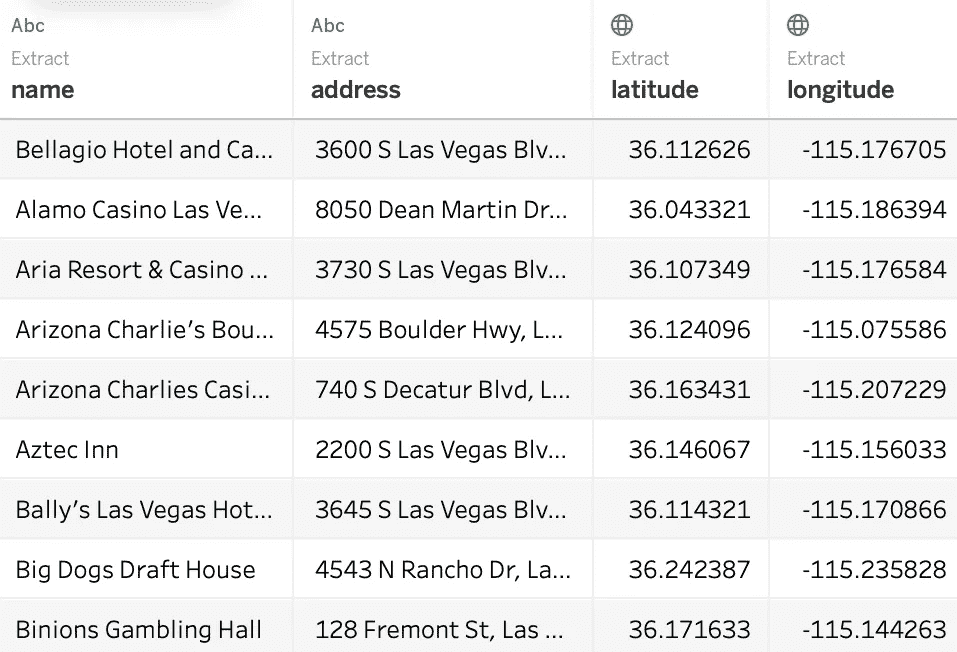 Abc Abc
Extract Extract Extract Extract
name address latitude longitude
Bellagio Hotel and Ca... 3600 S Las Vegas Blv... 36.112626 -115.176705
Alamo Casino Las Ve... 8050 Dean Martin Dr... 36.043321 -115.186394
Aria Resort & Casino ... 3730 S Las Vegas Blv... 36.107349 -115.176584
Arizona Charlie’s Bou... 4575 Boulder Hwy, L... 36.124096 -115.075586
Arizona Charlies Casi... 740 S Decatur Blvd, L... 36.163431 -115.207229
Aztec Inn 2200 S Las Vegas Blv... 36.146067 -115.156033
Bally’s Las Vegas Hot... 3645 S Las Vegas Blv... 36.114321 -115.170866
Big Dogs Draft House 4543 N Rancho Dr, La... 36.242387 -115.235828
Binions Gambling Hall 128 Fremont St, Las ... 36.171633 -115.144263